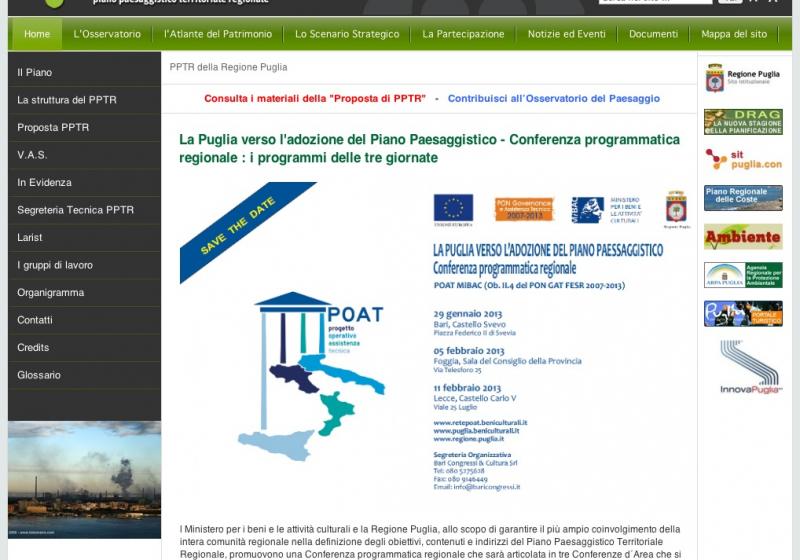 piano paesaggistico territoriale regionale
Home L'Osservatorio l'Atlante del Patrimonio Lo Scenario Strategico La Partecipazione Notizie ed Eventi Documenti Mappa del sito
Il Piano
La struttura del PPTR
Proposta PPTR
V.A.S.
In Evidenza
Segreteria Tecnica PPTR
Larist
I gruppi di lavoro
Organigramma
Contatti
Credits
Glossario
PPTR della Regione Puglia
Consulta i materiali della "Proposta di PPTR" - Contribuisci all'Osservatorio del Paesaggio
La Puglia verso l'adozione del Piano Paesaggistico - Conferenza programmatica
regionale : i programmi delle tre giornate
SAVE THE DATE
UNIONE EUROPEA
PON Governance
e Assistenza Tecnica
2007-2013
MiBAC
MINISTERO
PER I BENI E
LE ATTIVITÀ
CULTURALI
Regione Puglia
LA PUGLIA VERSO L'ADOZIONE DEL PIANO PAESAGGISTICO
Conferenza programmatica regionale
POAT MIBAC (Ob. II.4 del PON GAT FESR 2007-2013)
POAT
progetto
operativo
assistenza
tecnica
29 gennaio 2013
Bari, Castello Svevo
Piazza Federico II di Svevia
05 febbraio 2013
Foggia, Sala del Consiglio della Provincia
Via Telesforo 25
11 febbraio 2013
Lecce, Castello Carlo V
Viale 25 Luglio
www.retepoat.beniculturali.it
www.puglia.beniculturali.it
www.regione.puglia.it
Segreteria Organizzativa
Bari Congressi & Cultura Srl
Tel: 080 5275628
Fax: 080 9146449
Email: info@baricongressi.it
I Ministero per i beni e le attività culturali e la Regione Puglia, allo scopo di garantire il più ampio coinvolgimento della
intera comunità regionale nella definizione degli obiettivi, contenuti e indirizzi del Piano Paesaggistico Territoriale
Regionale, promuovono una Conferenza programmatica regionale che sarà articolata in tre Conferenze d'Area che si
Regione Puglia
Sito istituzionale
DRAG
LA NUOVA STAGIONE
DELLA PIANIFICAZIONE
sit
puglia.con
Piano Regionale
delle Coste
Ambiente
ARPA PUGLIA
Agenzia
Regionale per
la Protezione
Ambientale
PORTALE
TURISTICO
InnovaPuglia